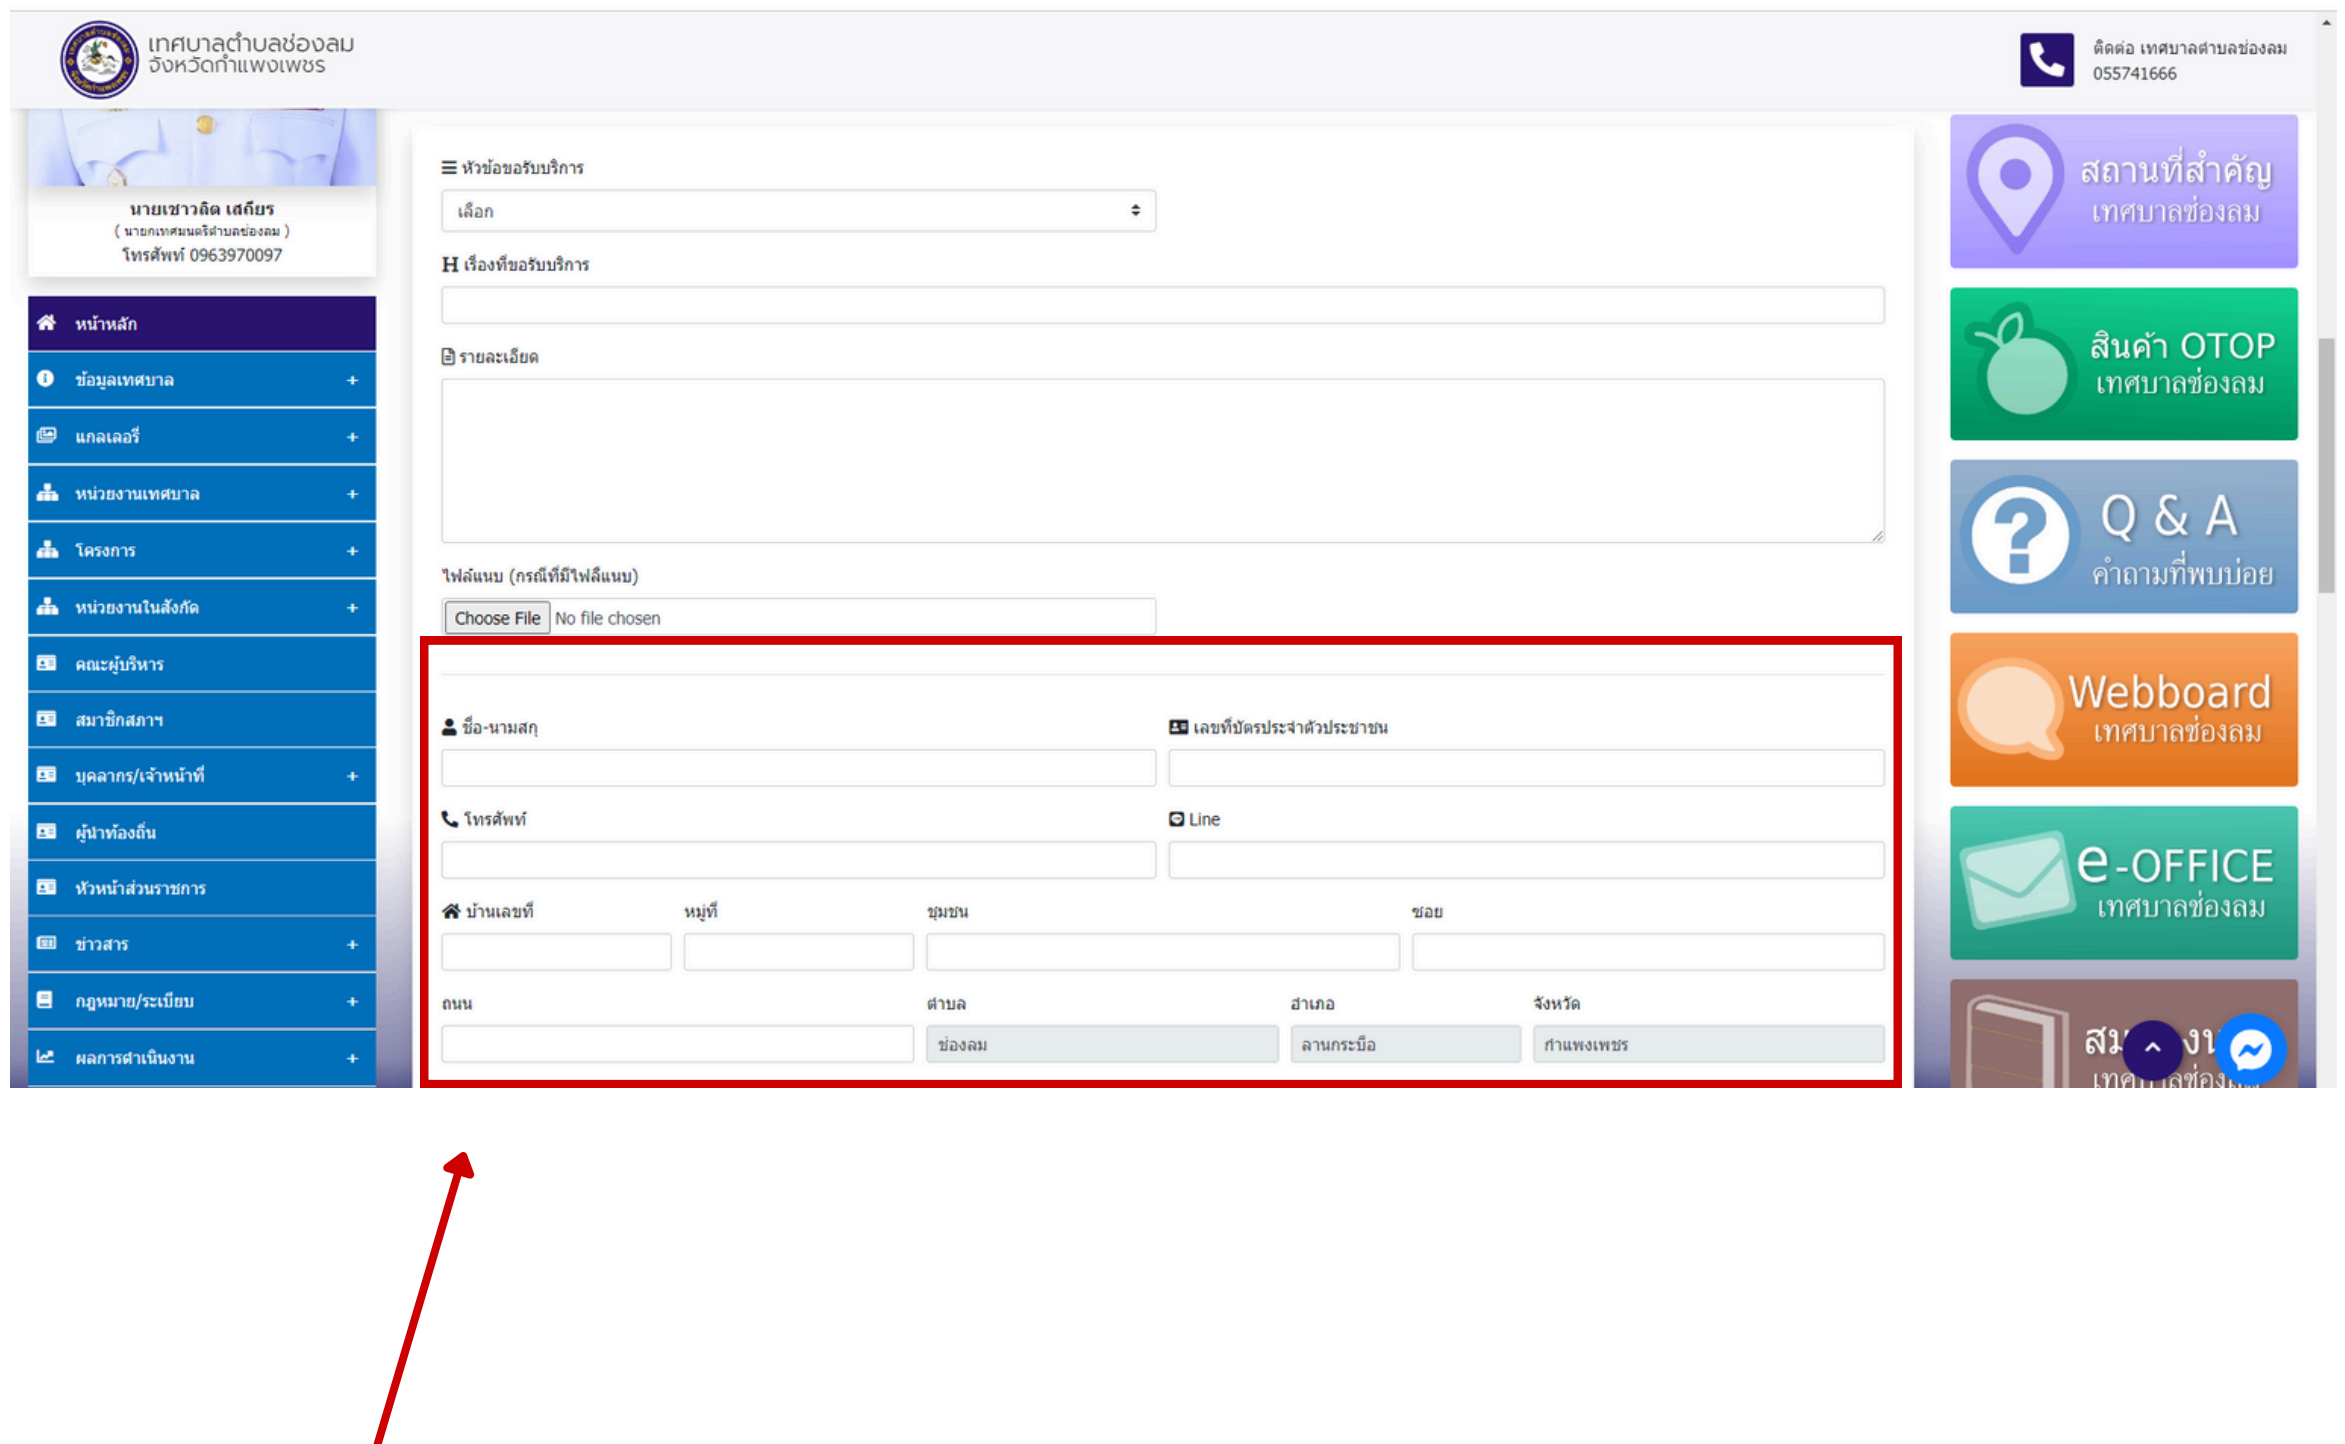 เทศบาลตำบลช่องลม
จังหวัดกำแพงเพชร
ติดต่อ เทศบาลตำบลช่องลม
055741666
นายเชาวลิต เสถียร
( นายกเทศมนตรีตำบลช่องลม )
โทรศัพท์ 0963970097
หน้าหลัก
ข้อมูลเทศบาล +
แกลเลอรี่ +
หน่วยงานเทศบาล +
โครงการ +
หน่วยงานในสังกัด +
คณะผู้บริหาร
สมาชิกสภาฯ
บุคลากร/เจ้าหน้าที่ +
ผู้นำท้องถิ่น
หัวหน้าส่วนราชการ
ข่าวสาร +
กฎหมาย/ระเบียบ +
ผลการดำเนินงาน +
หัวข้อขอรับบริการ
เลือก
H เรื่องที่ขอรับบริการ
รายละเอียด
ไฟล์แนบ (กรณีที่มีไฟล์แนบ)
Choose File No file chosen
ชื่อ-นามสกุ
เลขที่บัตรประจำตัวประชาชน
โทรศัพท์
Line
บ้านเลขที่ หมู่ที่ ชุมชน ซอย
ถนน ตำบล อำเภอ จังหวัด
ช่องลม ลานกระบือ กำแพงเพชร
สถานที่สำคัญ
เทศบาลช่องลม
สินค้า OTOP
เทศบาลช่องลม
Q & A
คำถามที่พบบ่อย
Webboard
เทศบาลช่องลม
e-OFFICE
เทศบาลช่องลม